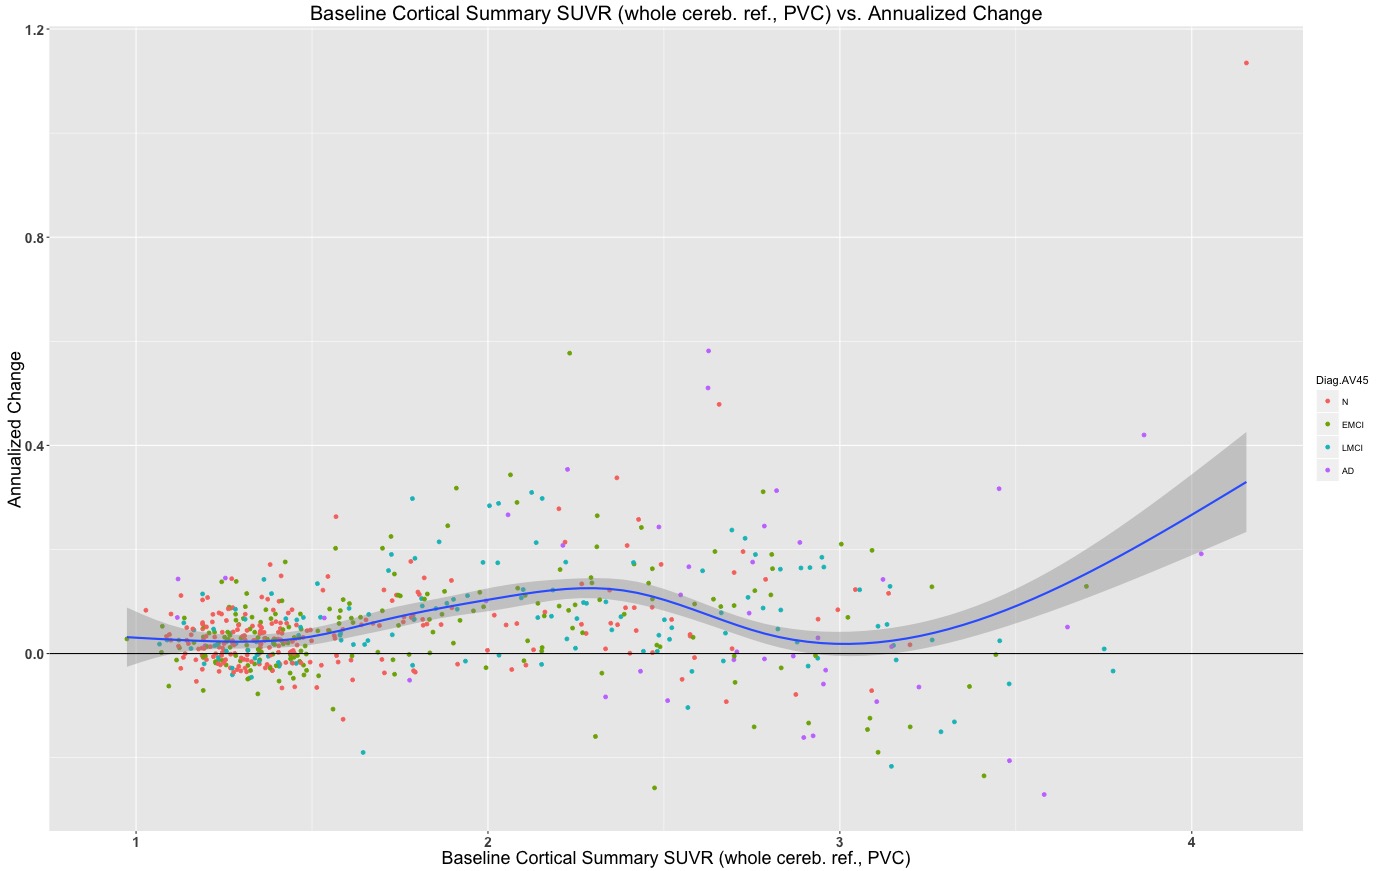 Baseline Cortical Summary SUVR (whole cereb. ref., PVC) vs. Annualized Change
1.2
0.8
0.4
0.0
Annualized Change
1 2 3 4
Baseline Cortical Summary SUVR (whole cereb. ref., PVC)
Diag.AV45
N
EMCI
LMCI
AD